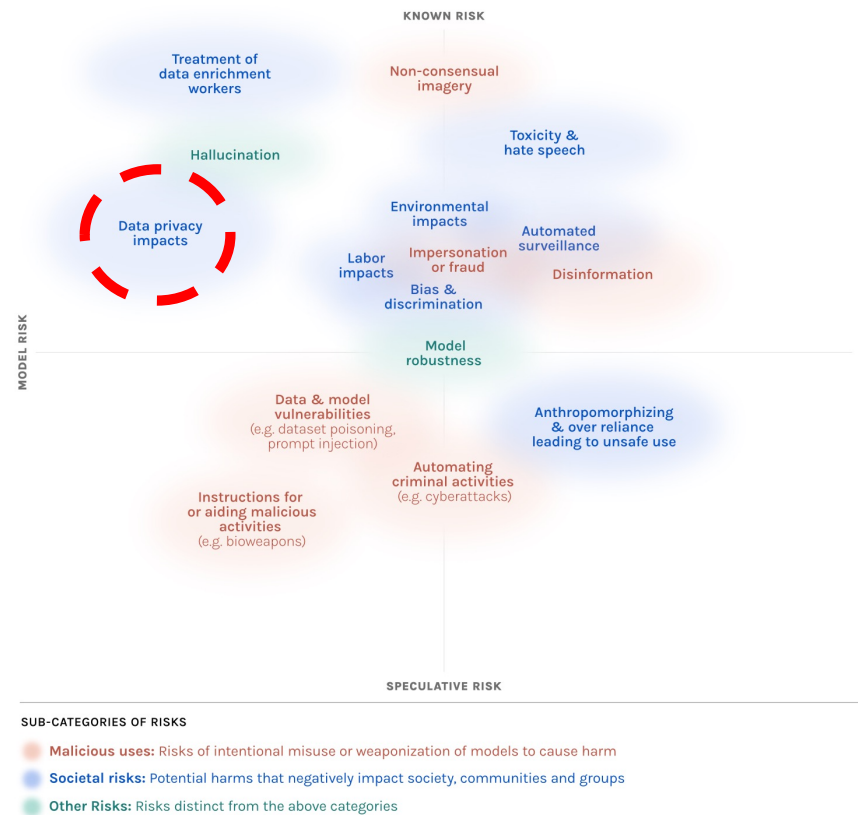 KNOWN RISK
Treatment of
data enrichment
workers
Non-consensual
imagery
Toxicity &
hate speech
Hallucination
Data privacy
impacts
Environmental
impacts
Automated
surveillance
Labor
impacts
Impersonation
or fraud
Disinformation
Bias &
discrimination
MODEL RISK
Model
robustness
Data & model
vulnerabilities
(e.g. dataset poisoning,
prompt injection)
Anthropomorphizing
& over reliance
leading to unsafe use
Automating
criminal activities
(e.g. cyberattacks)
Instructions for
or aiding malicious
activities
(e.g. bioweapons)
SPECULATIVE RISK
SUB-CATEGORIES OF RISKS
Malicious uses: Risks of intentional misuse or weaponization of models to cause harm
Societal risks: Potential harms that negatively impact society, communities and groups
Other Risks: Risks distinct from the above categories